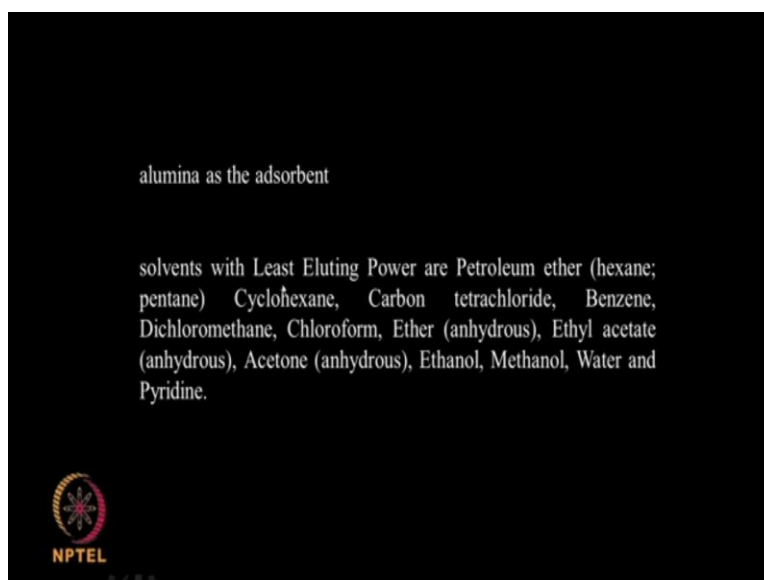 alumina as the adsorbent
solvents with Least Eluting Power are Petroleum ether (hexane;
pentane) Cyclohexane, Carbon tetrachloride, Benzene,
Dichloromethane, Chloroform, Ether (anhydrous), Ethyl acetate
(anhydrous), Acetone (anhydrous), Ethanol, Methanol, Water and
Pyridine.
NPTEL